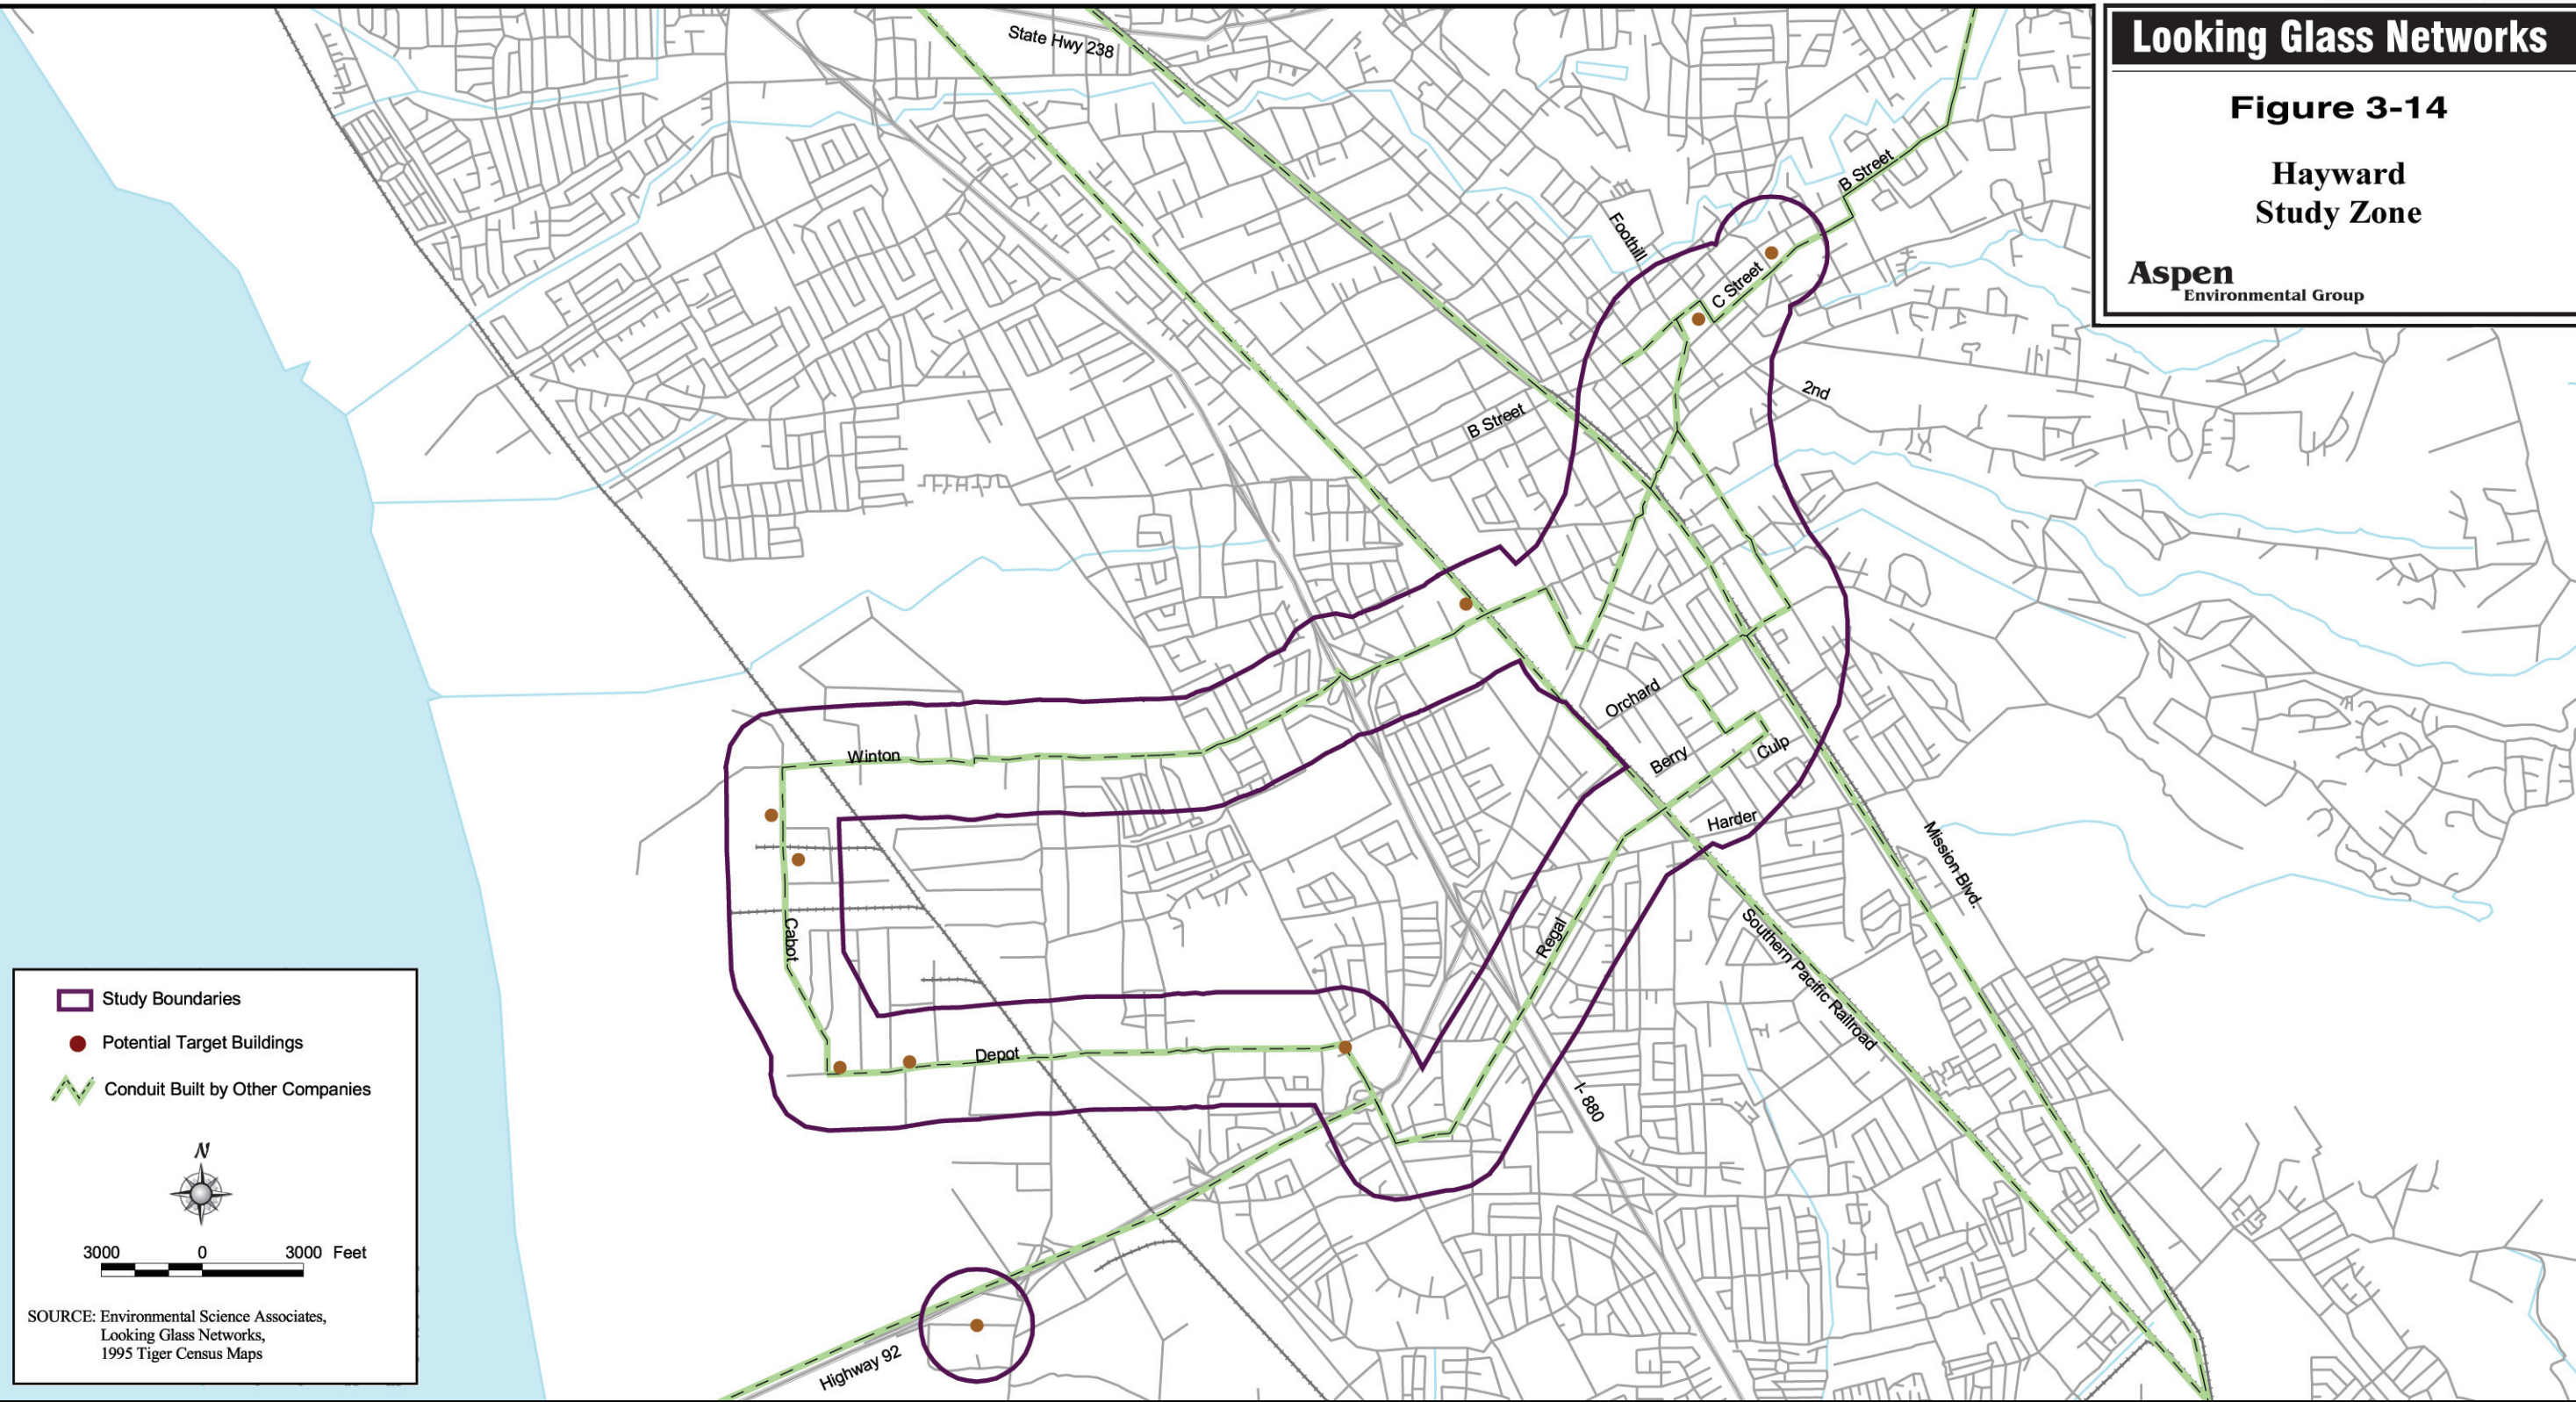 Looking Glass Networks
Figure 3-14
Hayward
Study Zone
Aspen
Environmental Group
State Hwy 238
B Street
Foothill
C Street
2nd
B Street
Orchard
Berry
Culp
Winton
Harder
Mission Blvd.
Cabot
Regal
Southern Pacific Railroad
Depot
I- 880
Highway 92
Study Boundaries
Potential Target Buildings
Conduit Built by Other Companies
N
3000 0 3000 Feet
SOURCE: Environmental Science Associates,
Looking Glass Networks,
1995 Tiger Census Maps